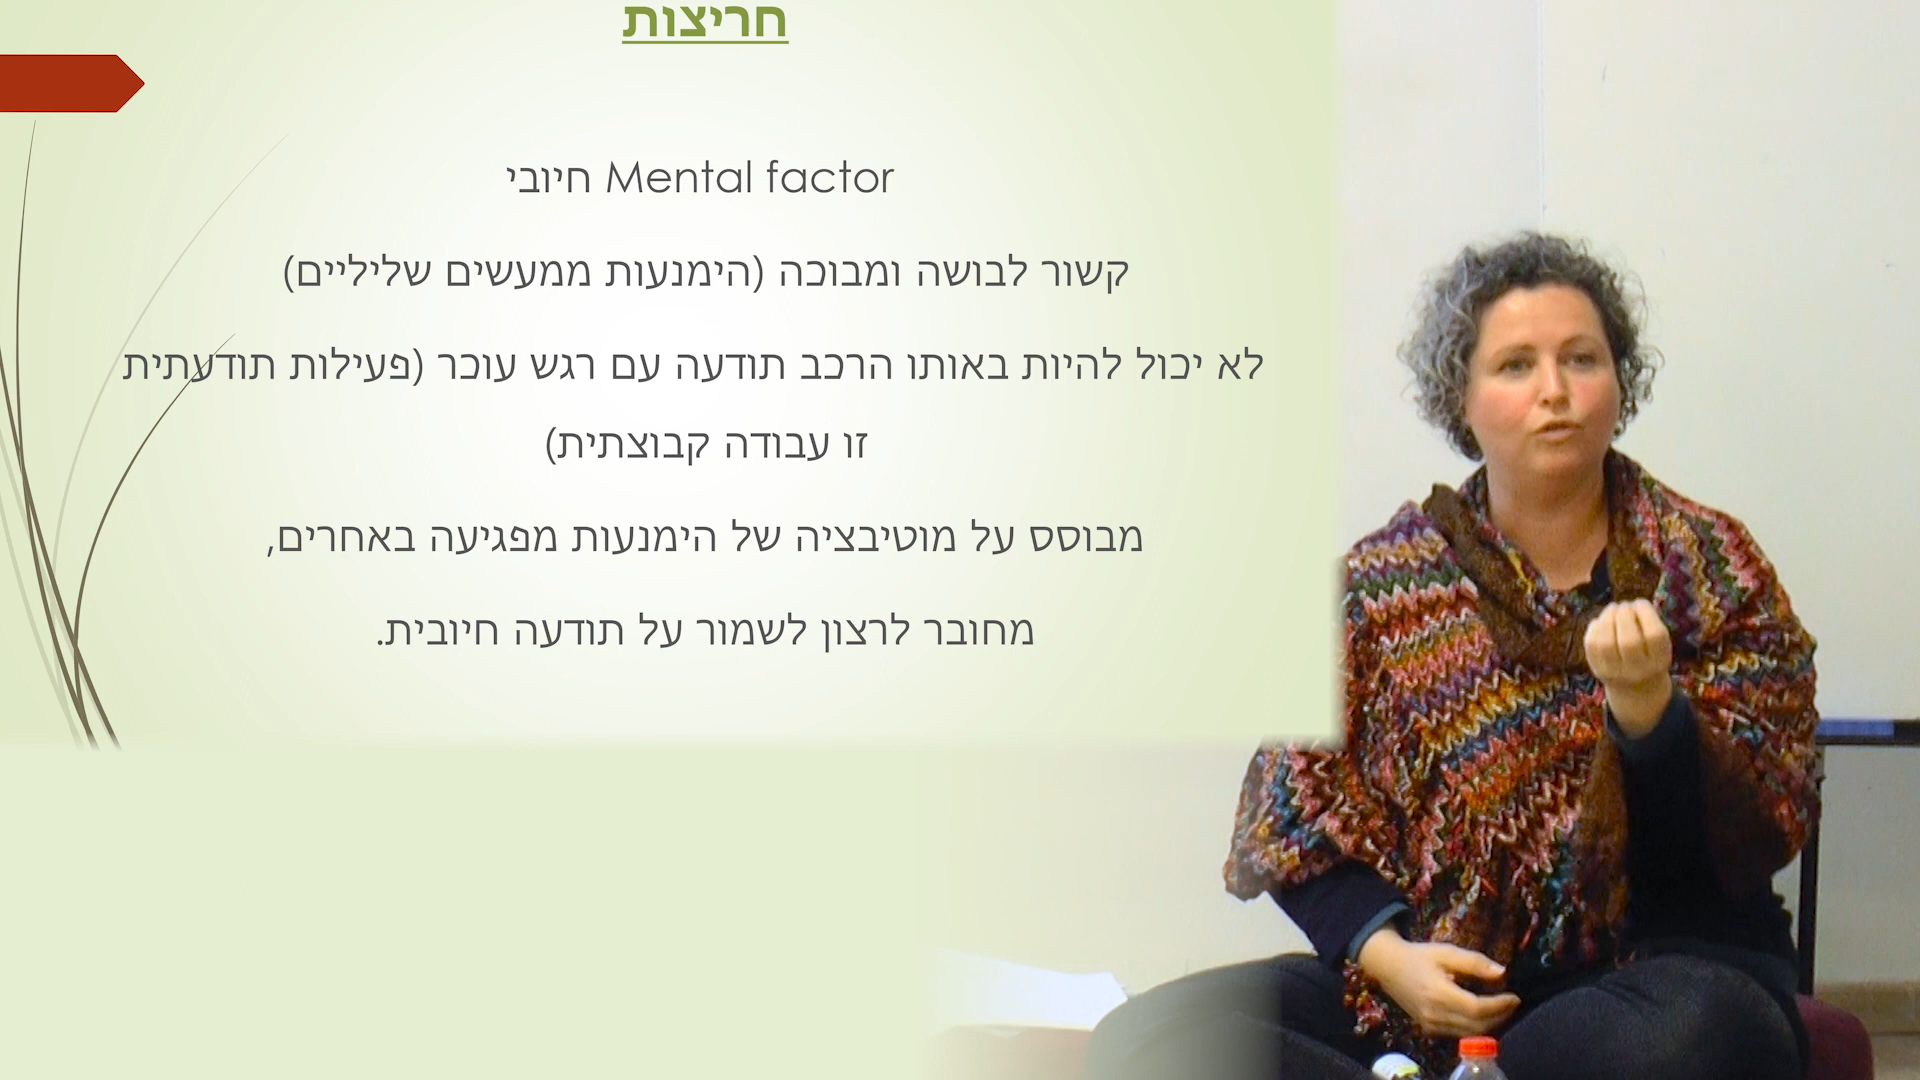 חריצות
Mental factor חיובי
קשור לבושה ומבוכה (הימנעות ממעשים שליליים)
לא יכול להיות באותו הרכב תודעה עם רגש עוכר (פעילות תודעתית
זו עבודה קבוצתית)
מבוסס על מוטיבציה של הימנעות מפגיעה באחרים,
מחובר לרצון לשמור על תודעה חיובית.